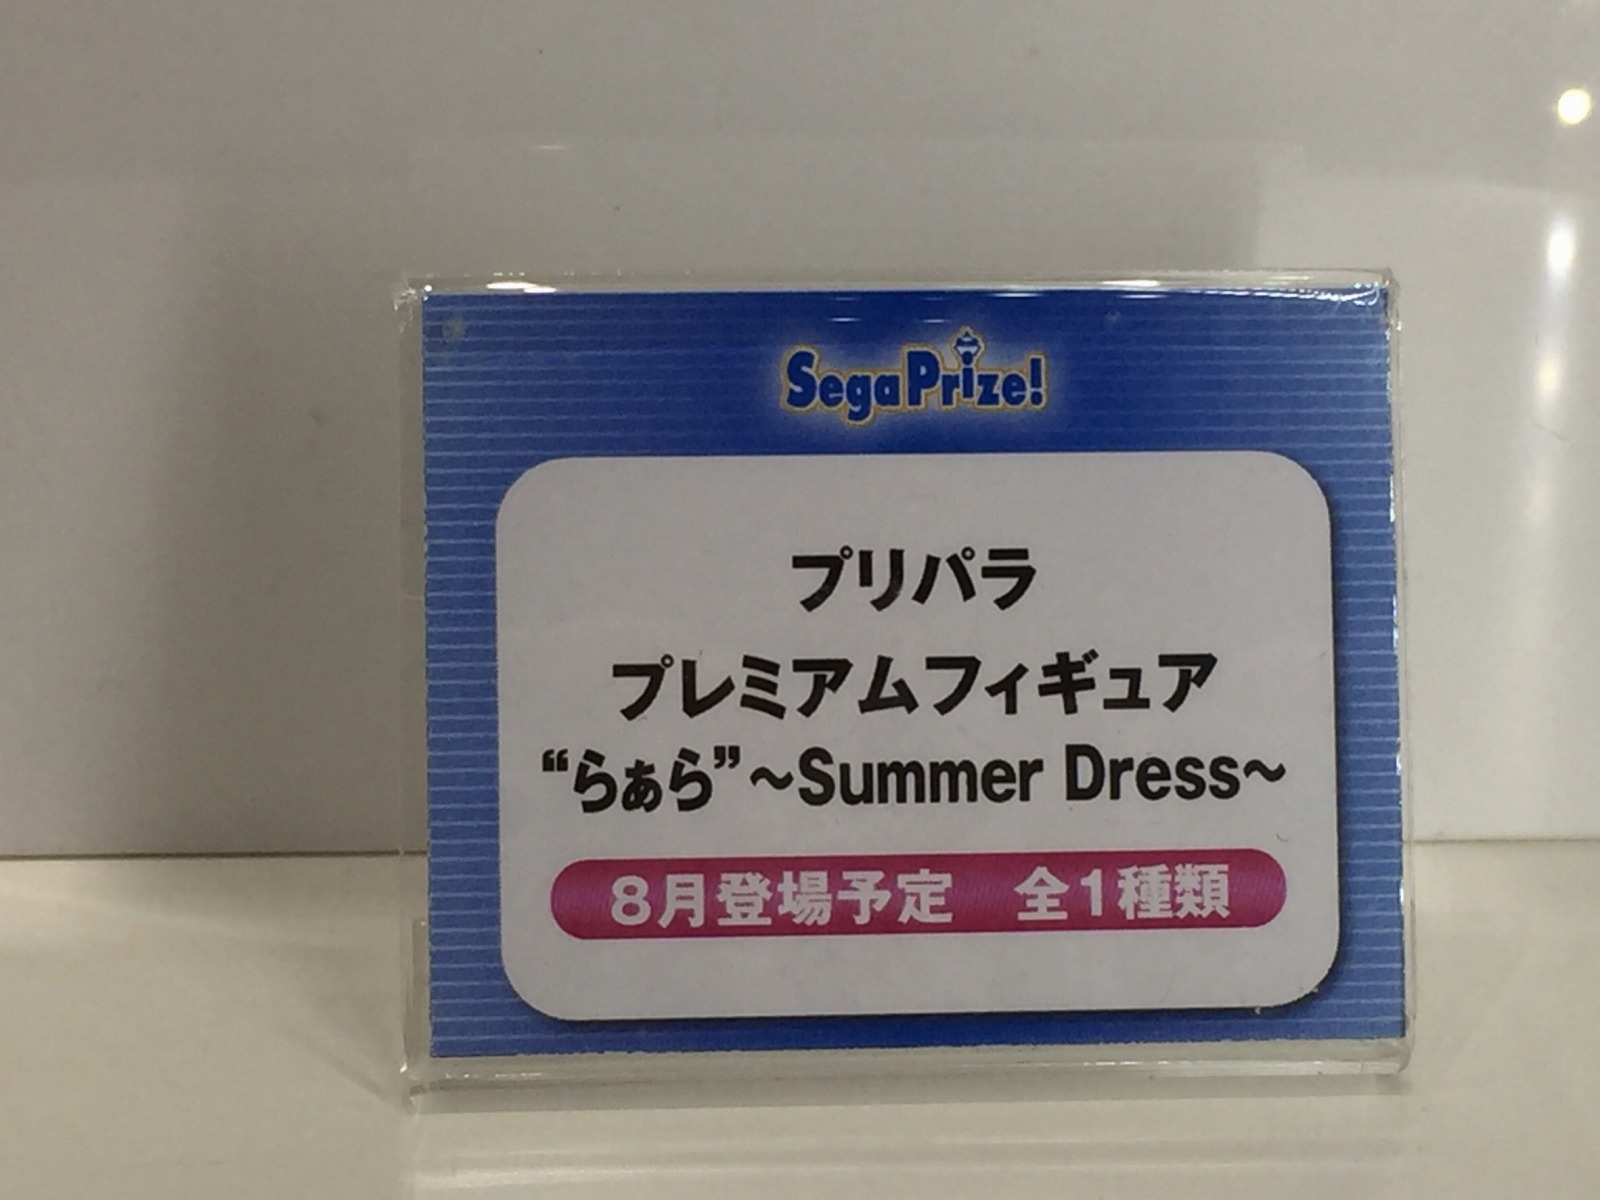 SegaPrize!
プリパラ
プレミアムフィギュア
“らぁら”～Summer Dress～
8月登場予定　全1種類